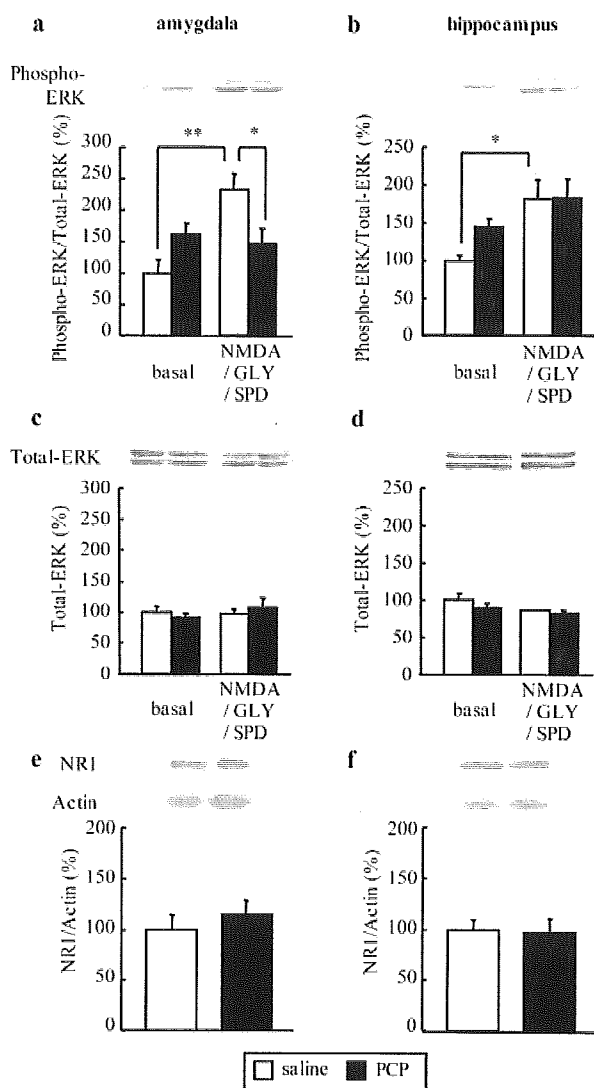 a amygdala b hippocampus
Phospho-
ERK
Phospho-ERK/Total-ERK (%)
300
250
200
150
100
50
0
** *
basal
NMDA
/ GLY
/ SPD
Phospho-ERK/Total-ERK (%)
250
200
150
100
50
0
*
basal
NMDA
/ GLY
/ SPD
c d
Total-ERK
Total-ERK (%)
300
250
200
150
100
50
0
basal
NMDA
/ GLY
/ SPD
Total-ERK (%)
250
200
150
100
50
0
basal
NMDA
/ GLY
/ SPD
e f
NR1
Actin
NR1/Actin (%)
200
150
100
50
0
NR1/Actin (%)
200
150
100
50
0
saline PCP